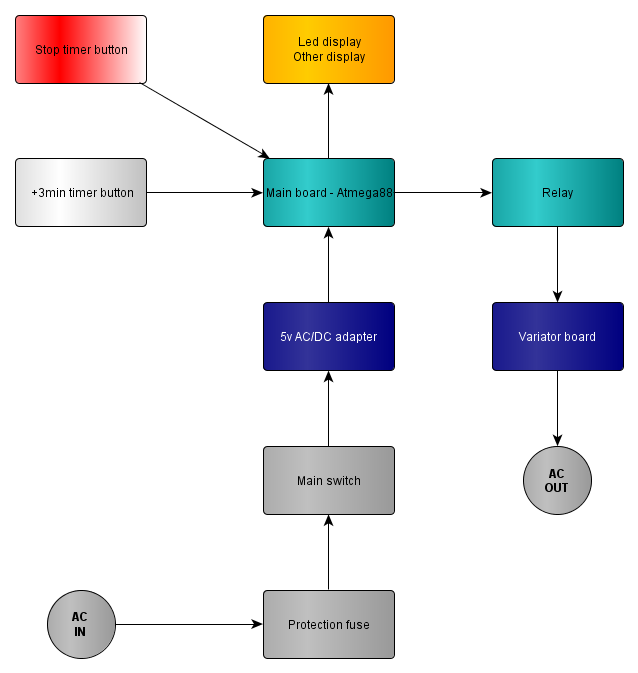 Stop timer button
Led display
Other display
+3min timer button
Main board - Atmega88
Relay
5v AC/DC adapter
Variator board
Main switch
AC
OUT
AC
IN
Protection fuse